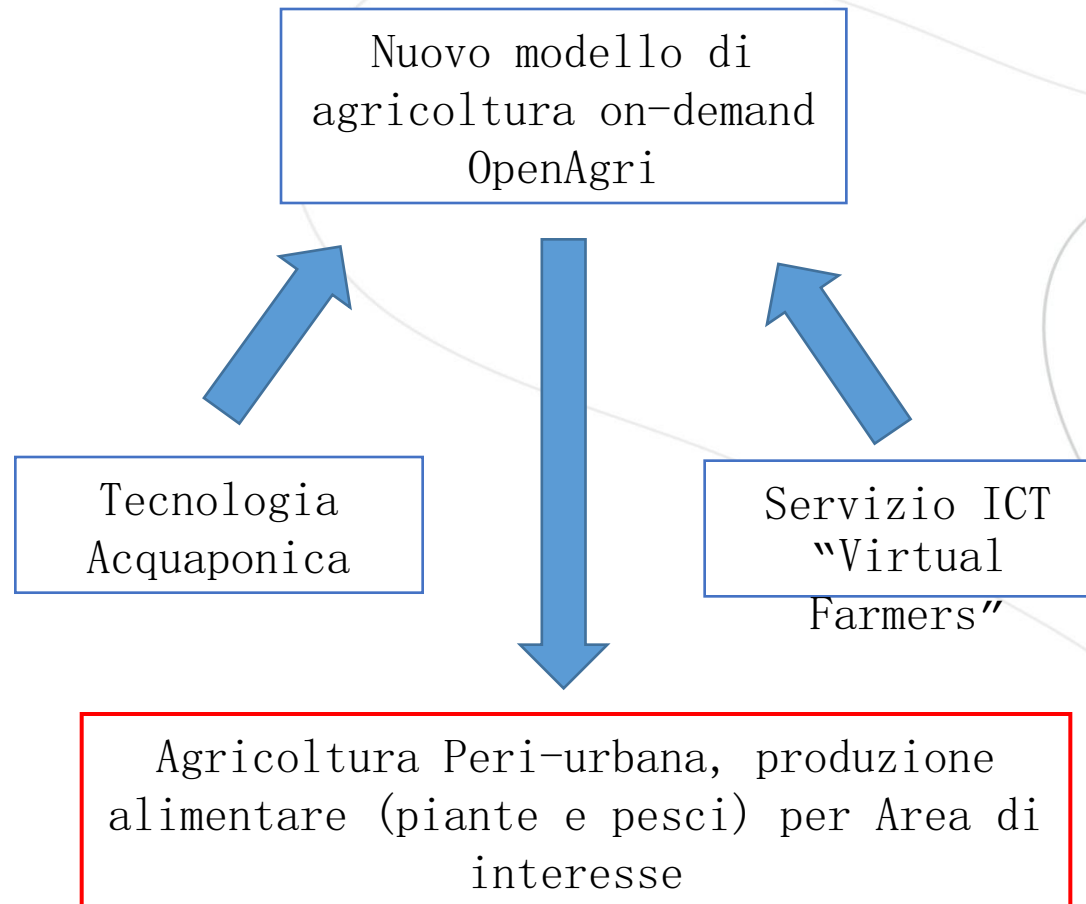 Nuovo modello di
agricoltura on-demand
OpenAgri
Tecnologia
Acquaponica
Servizio ICT
“Virtual
Farmers”
Agricoltura Peri-urbana, produzione
alimentare (piante e pesci) per Area di
interesse